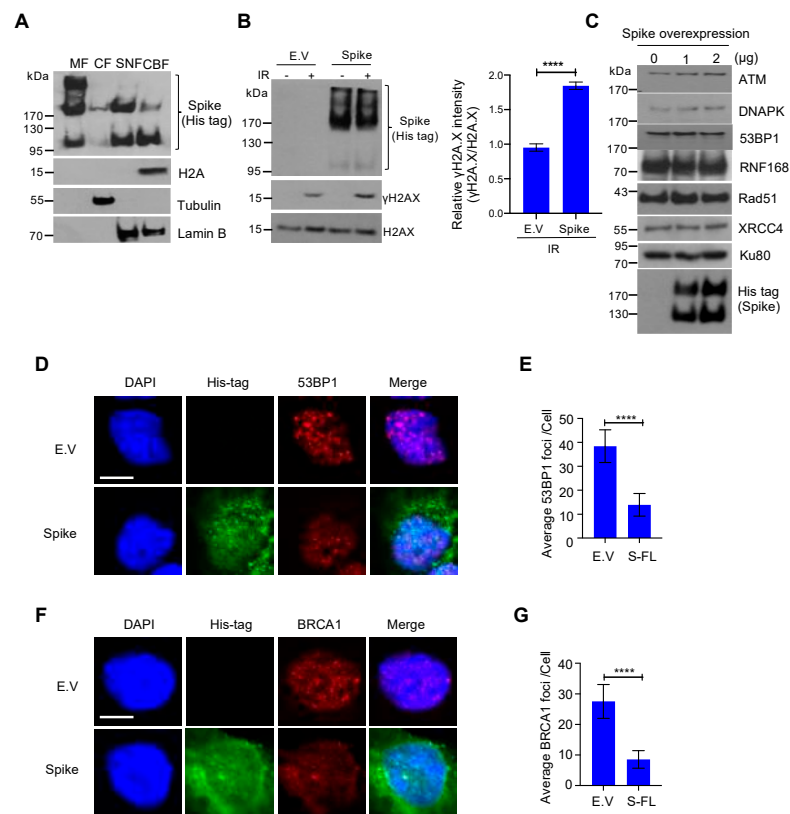 A
MF CF SNF CBF
kDa
170
130
95
15
55
70
Spike
(His tag)
H2A
Tubulin
Lamin B
B
E.V Spike
IR - + - +
kDa
170
130
95
15
15
Spike
(His tag)
γH2AX
H2AX
Relative γH2A.X intensity
(γH2A.X/H2A.X)
2.0
1.5
1.0
0.5
0.0
****
E.V Spike
IR
C
Spike overexpression
0 1 2 (μg)
kDa
170
170
170
70
43
55
95
70
170
130
ATM
DNAPK
53BP1
RNF168
Rad51
XRCC4
Ku80
His tag
(Spike)
D
DAPI His-tag 53BP1 Merge
E.V
Spike
E
Average 53BP1 foci /Cell
50
40
30
20
10
0
****
E.V S-FL
F
DAPI His-tag BRCA1 Merge
E.V
Spike
G
Average BRCA1 foci /Cell
40
30
20
10
0
****
E.V S-FL